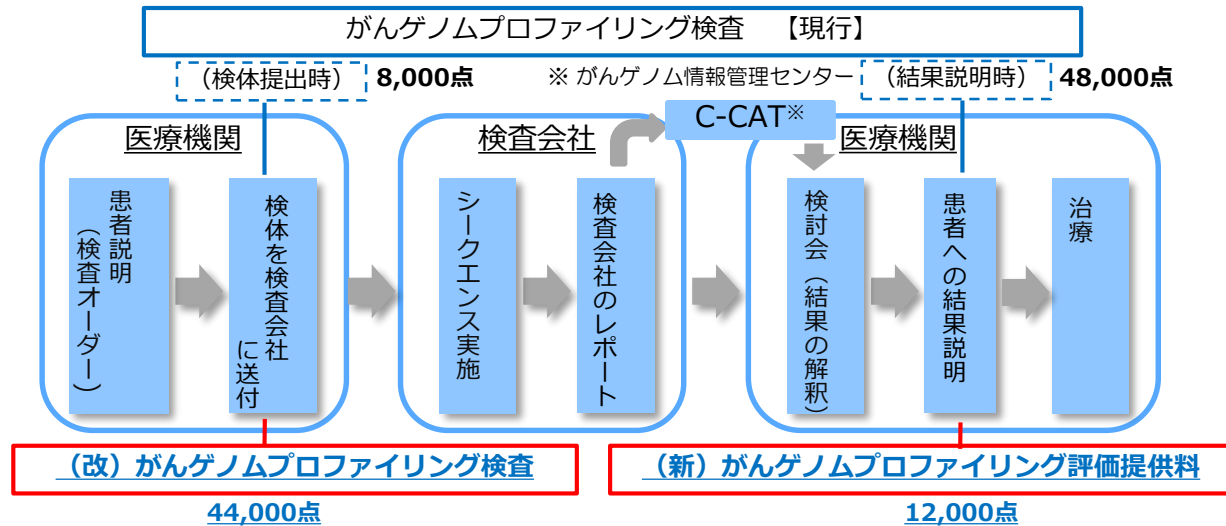 がんゲノムプロファイリング検査　【現行】
（検体提出時）
8,000点
※ がんゲノム情報管理センター
（結果説明時）
48,000点
医療機関
検査会社
C-CAT※
医療機関
患者説明
（検査オーダー）
検体を検査会社
に送付
シークエンス実施
検査会社のレポート
検討会（結果の解釈）
患者への結果説明
治療
（改）がんゲノムプロファイリング検査
44,000点
（新）がんゲノムプロファイリング評価提供料
12,000点